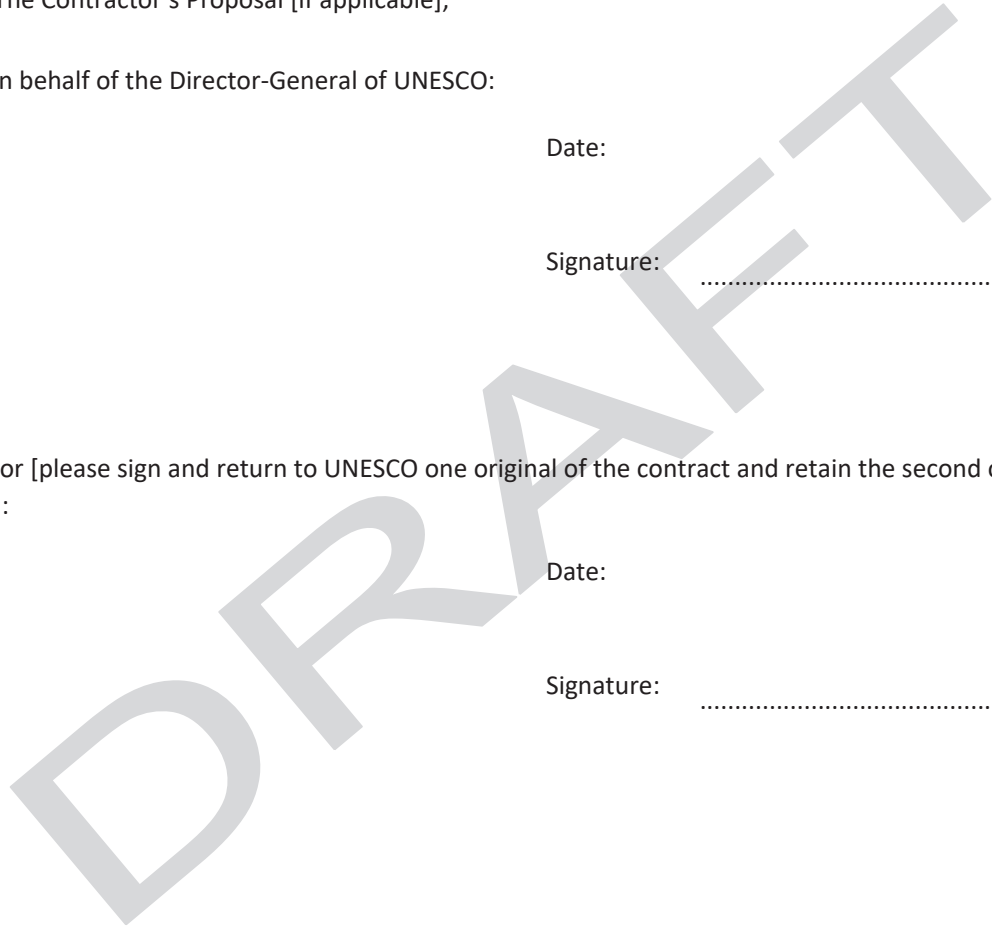 The Contractor's Proposal [if applicable],
n behalf of the Director-General of UNESCO:
Date:
Signature: ..........................................
or [please sign and return to UNESCO one original of the contract and retain the second
:
Date:
Signature: ..........................................
DRAFT